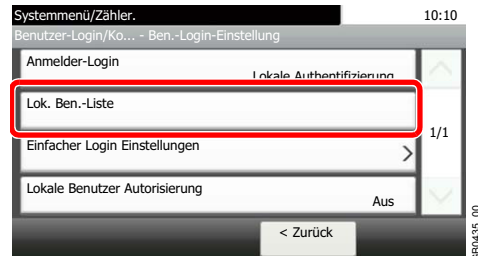 Systemmenü/Zähler.
10:10
Benutzer-Login/Ko... - Ben.-Login-Einstellung
Anmelder-Login
Lokale Authentifizierung
Lok. Ben.-Liste
1/1
Einfacher Login Einstellungen
Lokale Benutzer Autorisierung
Aus
< Zurück